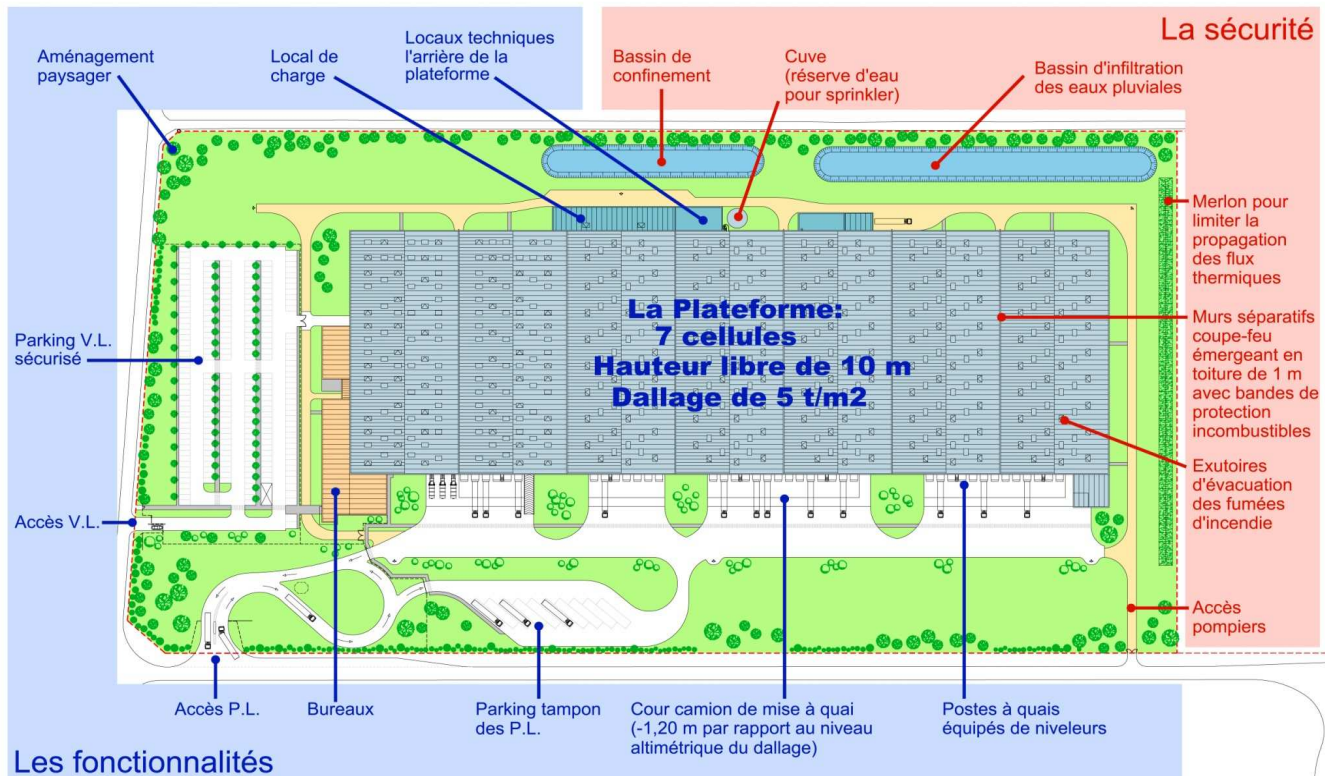 La sécurité
Aménagement
paysager
Local de
charge
Locaux techniques
l'arrière de la
plateforme
Bassin de
confinement
Cuve
(réserve d'eau
pour sprinkler)
Bassin d'infiltration
des eaux pluviales
Merlon pour
limiter la
propagation
des flux
thermiques
Parking V.L.
sécurisé
La Plateforme:
7 cellules
Hauteur libre de 10 m
Dallage de 5 t/m2
Murs séparatifs
coupe-feu
émergeant en
toiture de 1 m
avec bandes de
protection
incombustibles
Exutoires
d'évacuation
des fumées
d'incendie
Accès V.L.
Accès
pompiers
Accès P.L.
Bureaux
Parking tampon
des P.L.
Cour camion de mise à quai
(-1,20 m par rapport au niveau
altimétrique du dallage)
Postes à quais
équipés de niveleurs
Les fonctionnalités